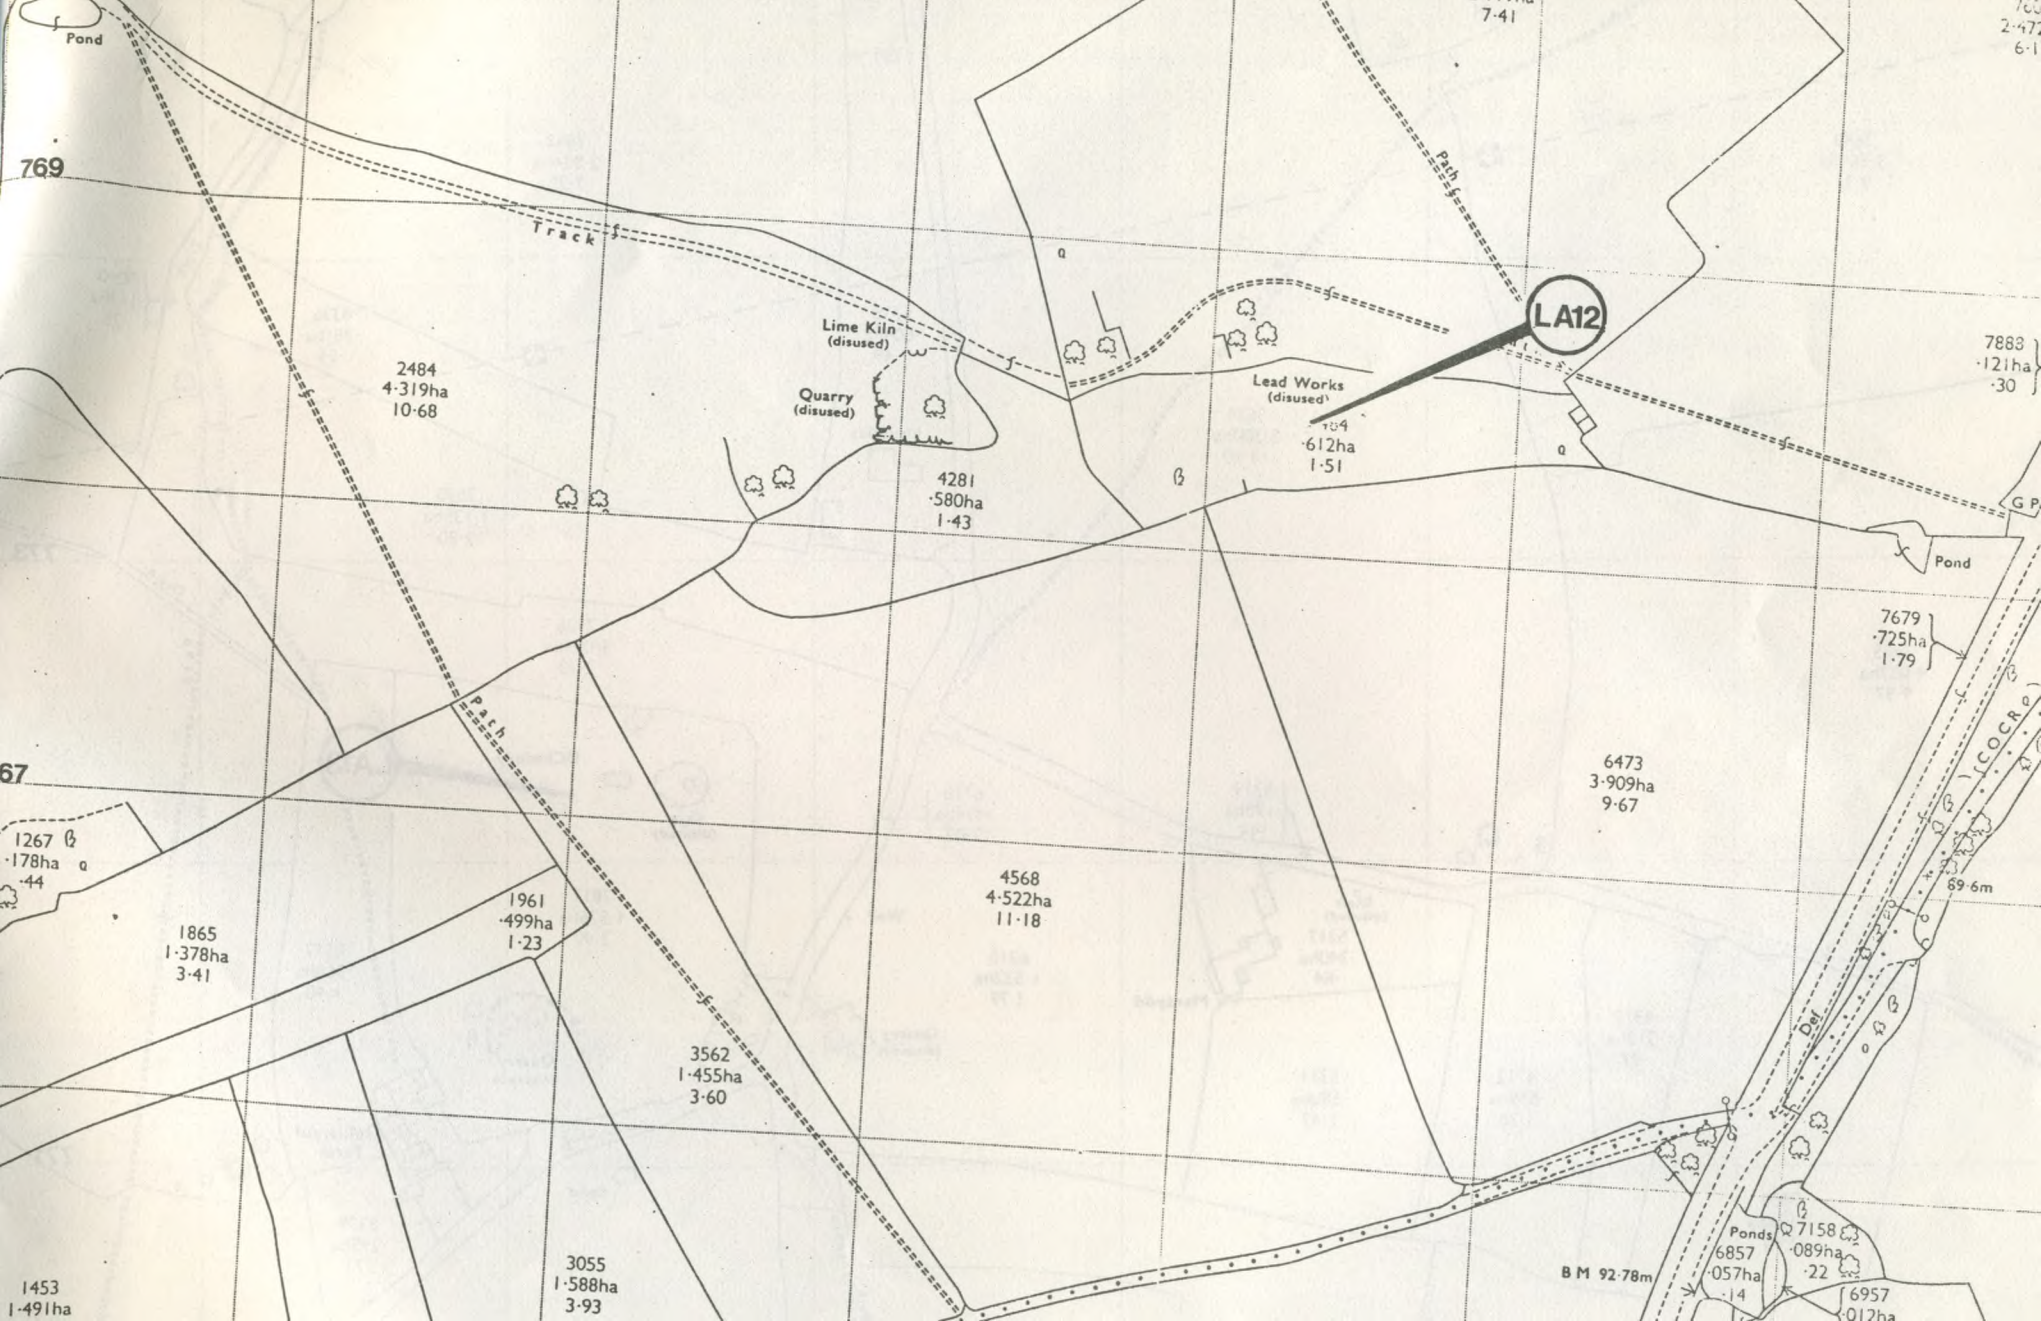 Pond
7·41
2·472
769
Track
Path
LA12
Lime Kiln
(disused)
Quarry
(disused)
Lead Works
(disused)
7888
·121ha
·30
2484
4·319ha
10·68
·612ha
1·51
4281
·580ha
1·43
Pond
7679
·725ha
1·79
Path
67
6473
3·909ha
9·67
1267
·178ha
·44
69·6m
4568
4·522ha
11·18
1961
·499ha
1·23
1865
1·378ha
3·41
Def
3562
1·455ha
3·60
Ponds
7158
·089ha
·22
6857
·057ha
·14
BM 92·78m
6957
·012ha
3055
1·588ha
3·93
1453
1·491ha